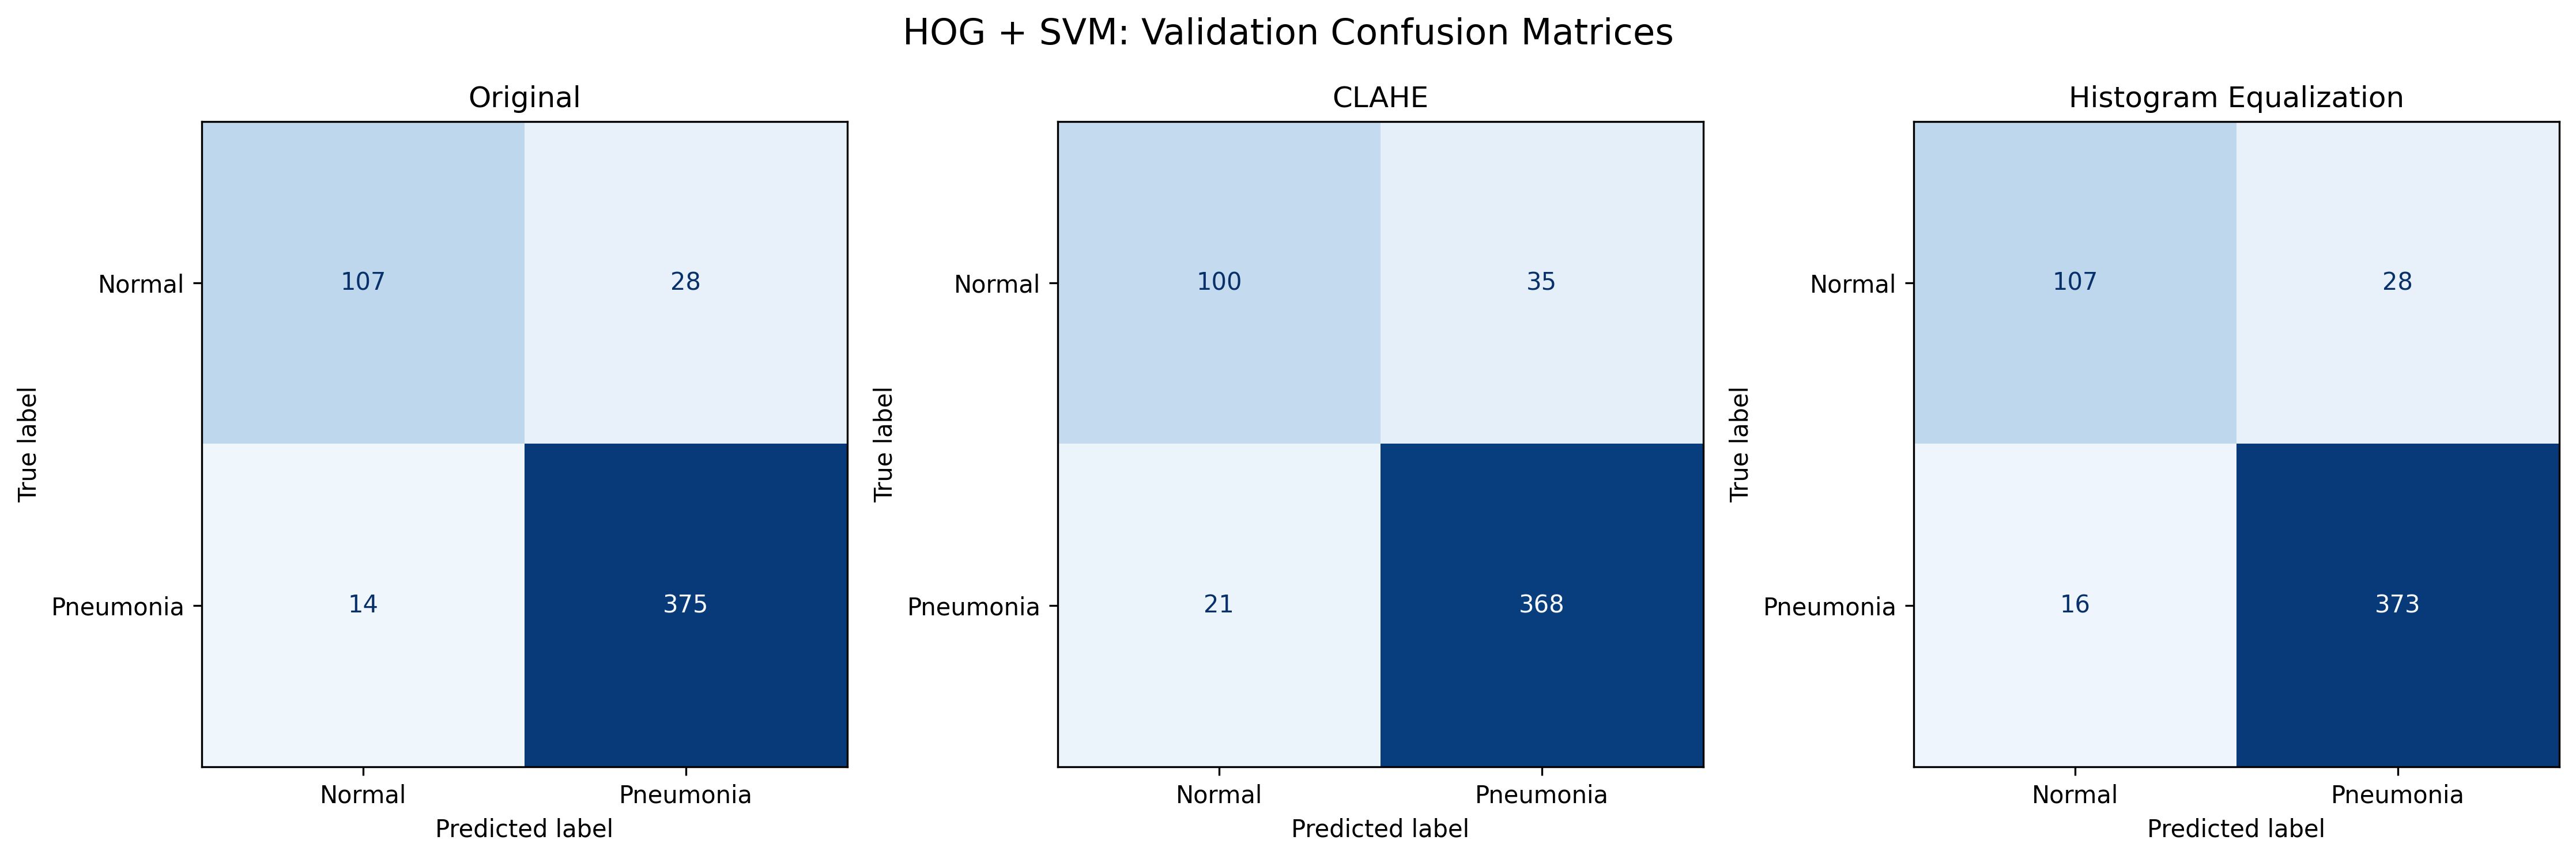 HOG + SVM: Validation Confusion Matrices
Original
True label
Normal
107
28
Pneumonia
14
375
Normal
Pneumonia
Predicted label
CLAHE
True label
Normal
100
35
Pneumonia
21
368
Normal
Pneumonia
Predicted label
Histogram Equalization
True label
Normal
107
28
Pneumonia
16
373
Normal
Pneumonia
Predicted label